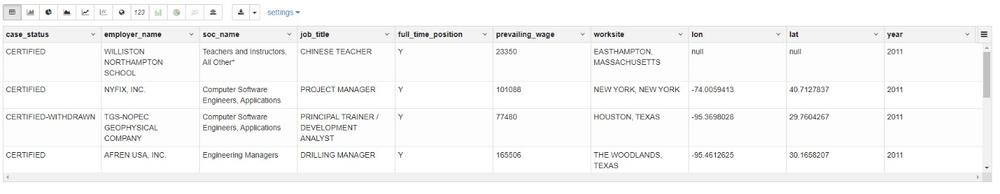 123 settings
case_status employer_name soc_name job_title full_time_position prevailing_wage worksite lon lat year
CERTIFIED WILLISTON Teachers and Instructors, CHINESE TEACHER Y 23350 EASTHAMPTON, null null 2011
NORTHAMPTON All Other* MASSACHUSETTS
SCHOOL
CERTIFIED NYFIX, INC. Computer Software PROJECT MANAGER Y 101088 NEW YORK, NEW YORK -74.0059413 40.7127837 2011
Engineers, Applications
CERTIFIED-WITHDRAWN TGS-NOPEC Computer Software PRINCIPAL TRAINER / Y 77480 HOUSTON, TEXAS -95.3698028 29.7604267 2011
GEOPHYSICAL Engineers, Applications DEVELOPMENT
COMPANY ANALYST
CERTIFIED AFREN USA, INC. Engineering Managers DRILLING MANAGER Y 165506 THE WOODLANDS, -95.4612625 30.1658207 2011
TEXAS